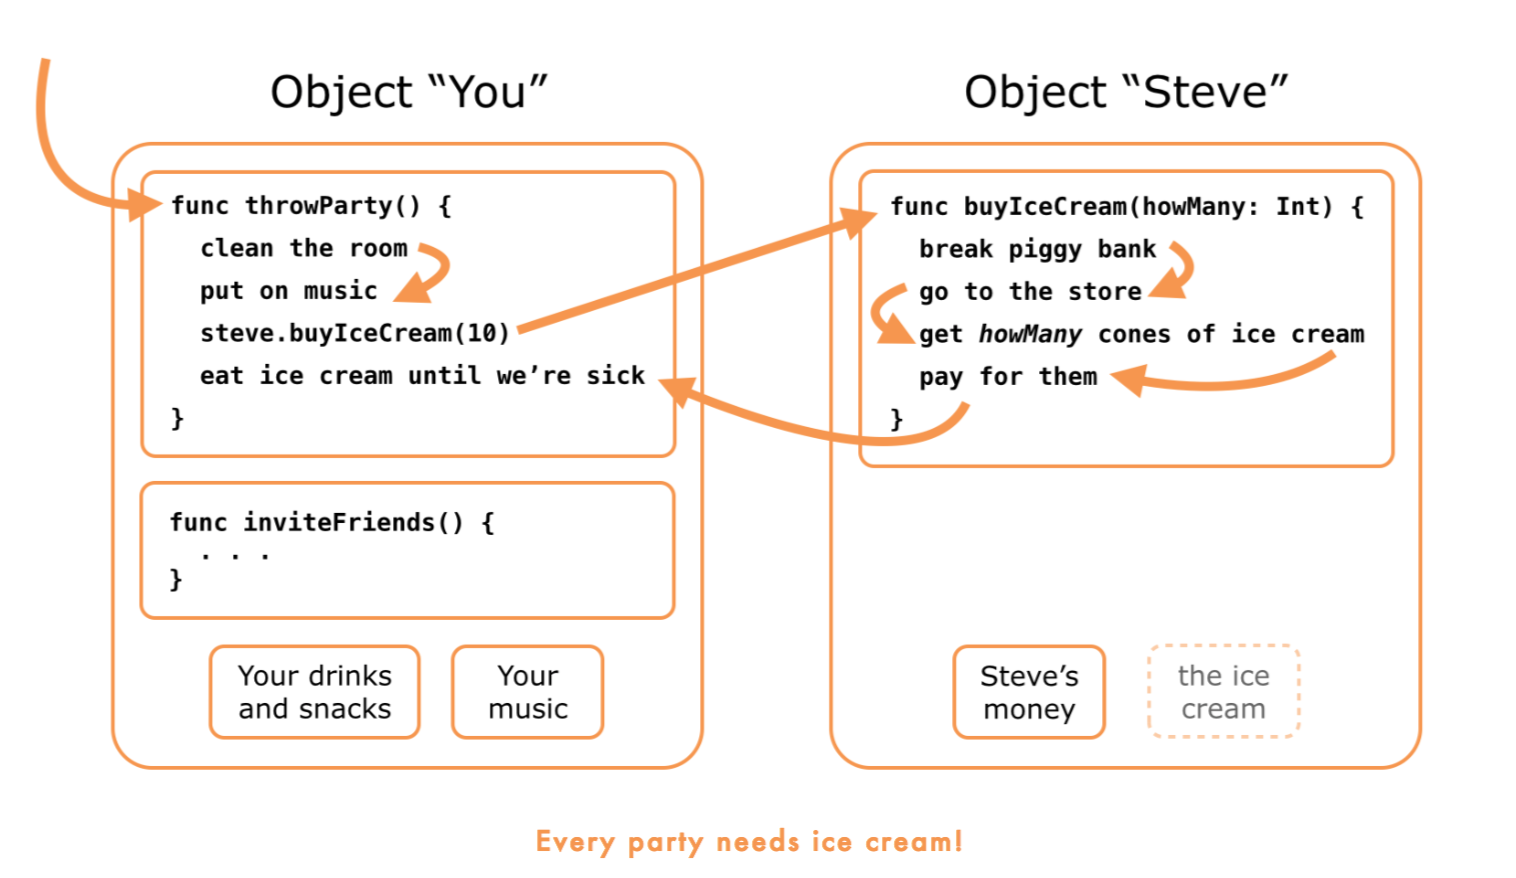 Object “You”
func throwParty() {
clean the room
put on music
steve.buyIceCream(10)
eat ice cream until we’re sick
}
func inviteFriends() {
. . .
}
Your drinks
and snacks
Your
music
Object “Steve”
func buyIceCream(howMany: Int) {
break piggy bank
go to the store
get howMany cones of ice cream
pay for them
}
Steve’s
money
the ice
cream
Every party needs ice cream!